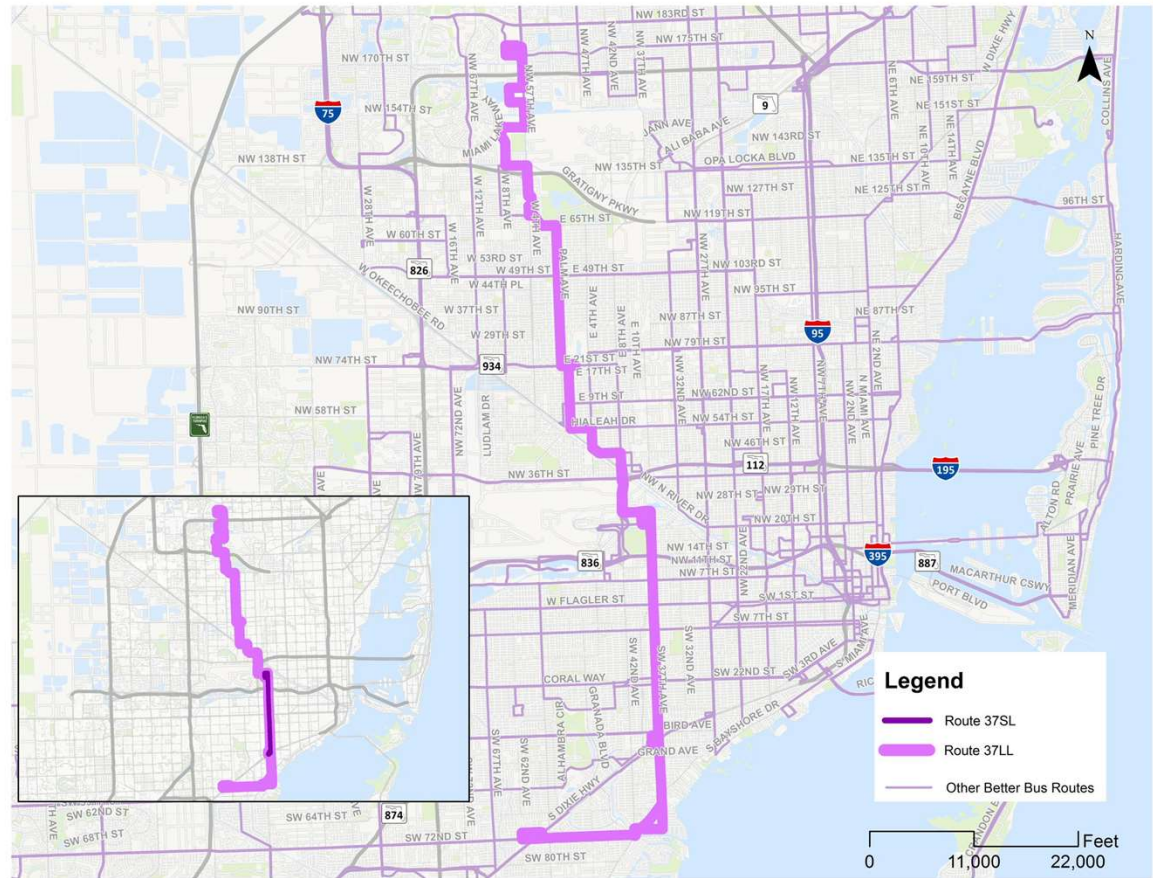 NW 183RD ST
NW 175TH ST
NW 170TH ST
NW 67TH AVE
NW 57TH AVE
NW 47TH AVE
NW 42ND AVE
NW 37TH AVE
W DIXIE HWY
N
COLLINS AVE
NE 159TH ST
NE 6TH AVE
NE 151ST ST
9
75
NW 154TH ST
MIAMI LAKEWAY
JANN AVE
ALI BABA AVE
NW 143RD ST
NE 14TH AVE
NE 10TH AVE
NW 138TH ST
NW 135TH ST
OPA LOCKA BLVD
NE 135TH ST
BISCAYNE BLVD
GRATIGNY PKWY
W 28TH AVE
W 12TH AVE
W 8TH AVE
W 4TH AVE
NW 127TH ST
NE 125TH ST
96TH ST
E 65TH ST
NW 119TH ST
HARDING AVE
W 60TH ST
W 16TH AVE
PALM AVE
NW 27TH AVE
W 53RD ST
NW 103RD ST
826
W 49TH ST
E 49TH ST
W OKEECHOBEE RD
W 44TH PL
NW 95TH ST
NW 90TH ST
W 37TH ST
E 4TH AVE
E 8TH AVE
E 10TH AVE
NW 87TH ST
NE 87TH ST
W 29TH ST
95
NW 79TH ST
NE 2ND AVE
NW 74TH ST
934
E 21ST ST
E 17TH ST
NW 32ND AVE
NW 62ND ST
NW 17TH AVE
NW 12TH AVE
NW 7TH AVE
NW 2ND AVE
N MIAMI AVE
PINE TREE DR
NW 58TH ST
NW 72ND AVE
LUDLAM DR
E 9TH ST
HIALEAH DR
NW 54TH ST
NW 46TH ST
NW 79TH AVE
AVE
NW 36TH ST
112
195
PRAIRIE AVE
ALTON RD
NW N RIVER DR
NW 28TH ST
NW 29TH ST
NW 20TH ST
836
NW 14TH ST
NW 11TH ST
NW 7TH ST
NW 22ND AVE
395
887
MACARTHUR CSWY
PORT BLVD
MERIDIAN AVE
W FLAGLER ST
SW 1ST ST
SW 7TH ST
SW 42ND AVE
SW 37TH AVE
SW 32ND AVE
SW 22ND ST
SW 3RD AVE
S MIAMI AVE
RIC
CORAL WAY
BIRD AVE
S BAYSHORE DR
GRAND AVE
SW 67TH AVE
SW 62ND AVE
ALHAMBRA CIR
GRANADA BLVD
S DIXIE HWY
Legend
Route 37SL
Route 37LL
Other Better Bus Routes
SW 62ND ST
SW 68TH ST
874
SW 64TH ST
SW 72ND ST
SW 80TH ST
Feet
0
11,000
22,000